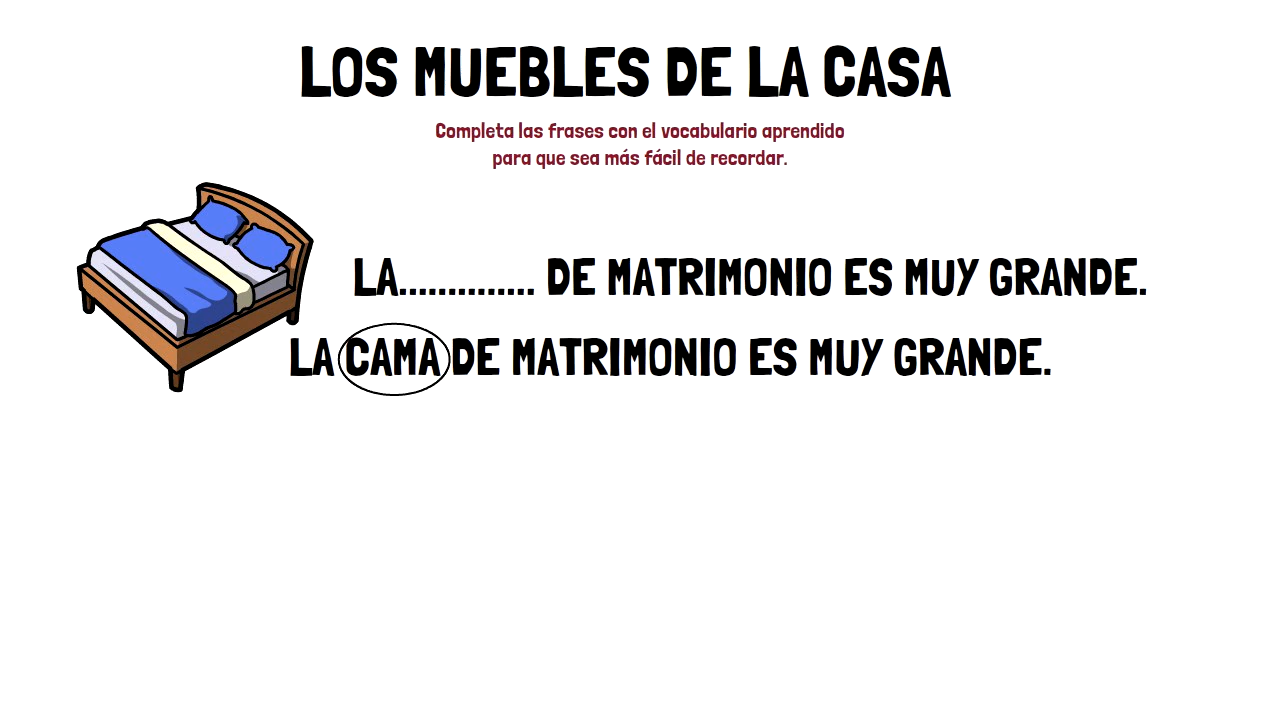 LOS MUEBLES DE LA CASA
Completa las frases con el vocabulario aprendido
para que sea más fácil de recordar.
LA.............. DE MATRIMONIO ES MUY GRANDE.
LA CAMA DE MATRIMONIO ES MUY GRANDE.